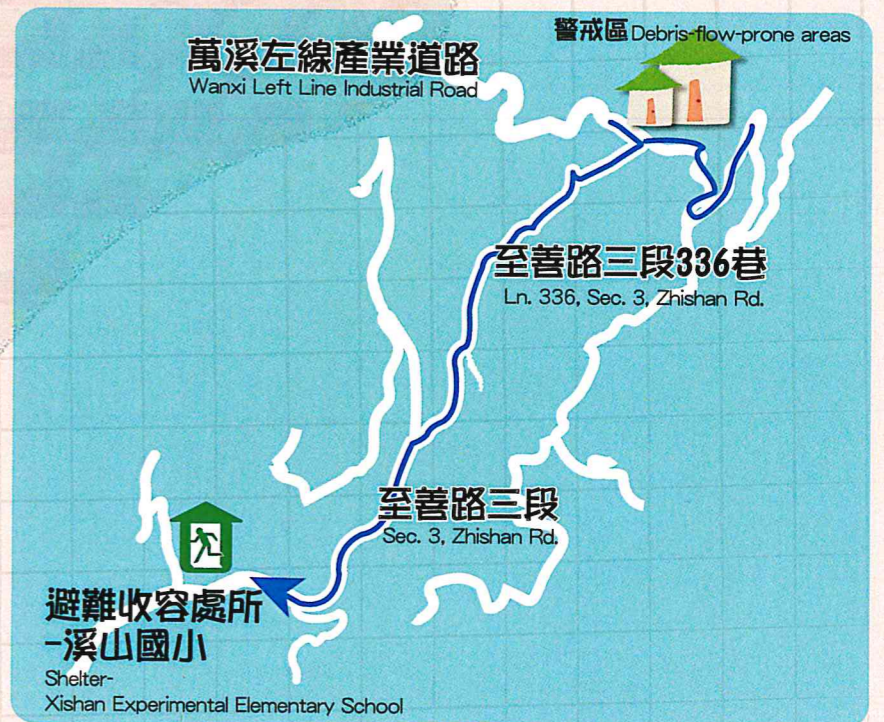 警戒區 Debris-flow-prone areas
萬溪左線產業道路
Wanxi Left Line Industrial Road
至善路三段336巷
Ln. 336, Sec. 3, Zhishan Rd.
至善路三段
Sec. 3, Zhishan Rd.
避難收容處所
-溪山國小
Shelter-
Xishan Experimental Elementary School